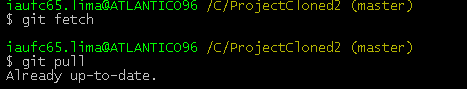 iaufc65.lima@ATLANTICO96 /C/ProjectCloned2 (master)
$ git fetch
iaufc65.lima@ATLANTICO96 /C/ProjectCloned2 (master)
$ git pull
Already up-to-date.